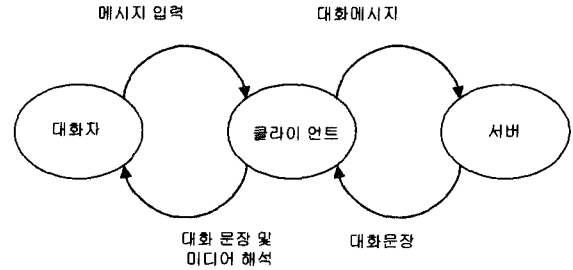 메시지 입력
대화메시지
대화자
클라이언트
서버
대화 문장 및
미디어 해석
대화문장